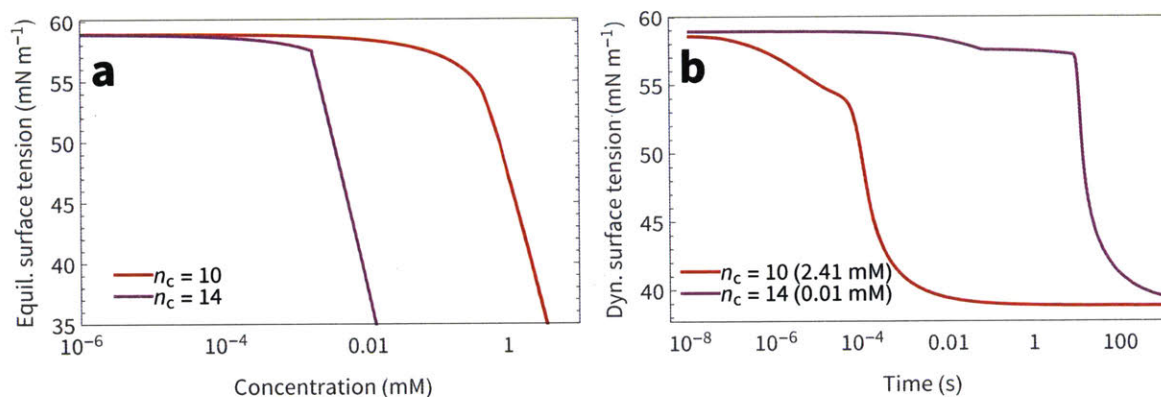 a
Equil. surface tension (mN m⁻¹)
60
55
50
45
40
35
n_c = 10
n_c = 14
10⁻⁶
10⁻⁴
0.01
1
Concentration (mM)
b
Dyn. surface tension (mN m⁻¹)
60
55
50
45
40
n_c = 10 (2.41 mM)
n_c = 14 (0.01 mM)
10⁻⁸
10⁻⁶
10⁻⁴
0.01
1
100
Time (s)